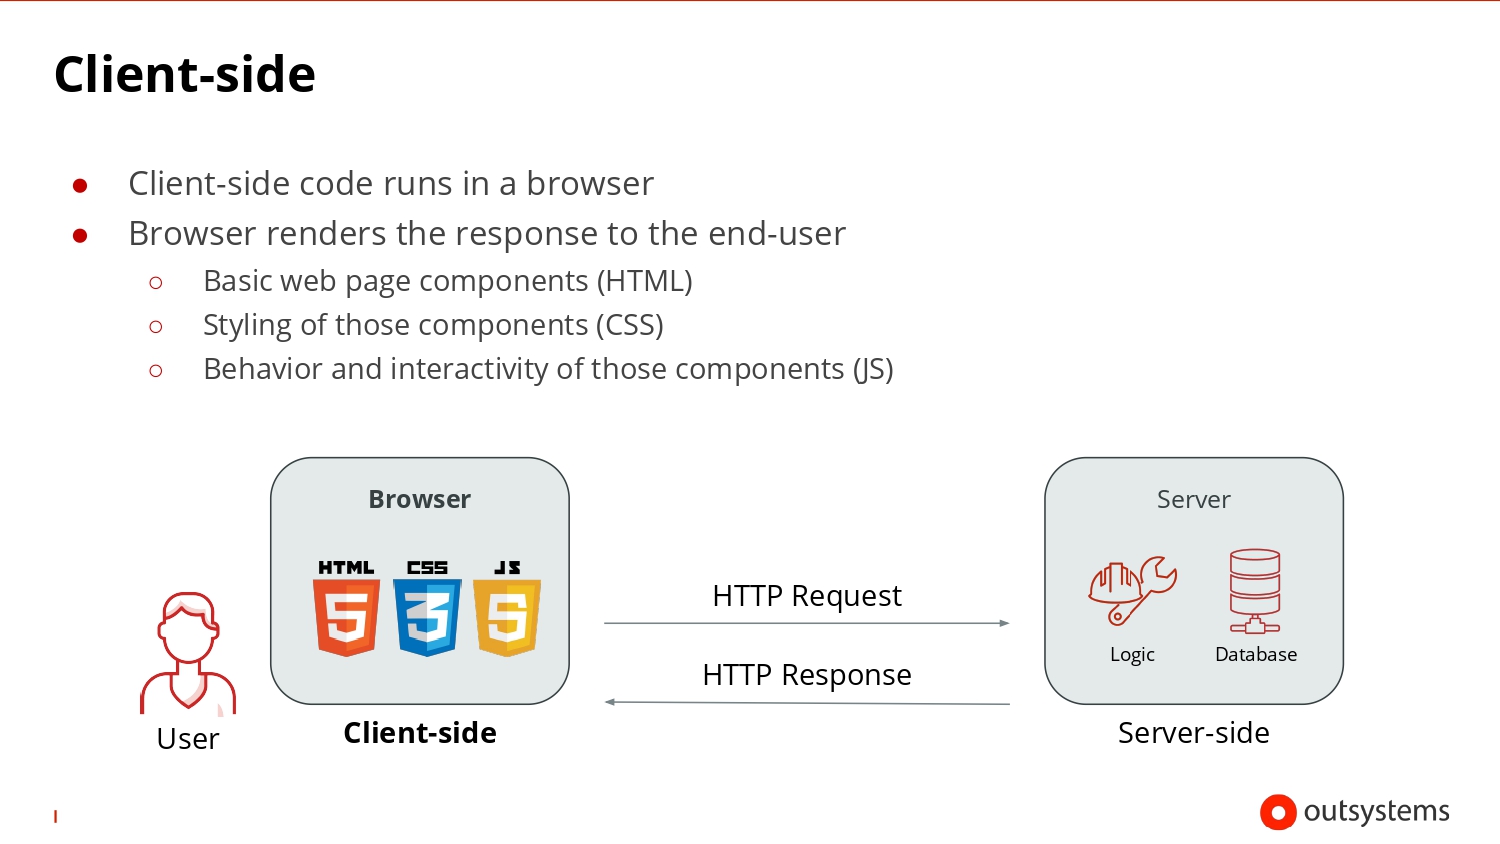 Client-side
● Client-side code runs in a browser
● Browser renders the response to the end-user
○ Basic web page components (HTML)
○ Styling of those components (CSS)
○ Behavior and interactivity of those components (JS)
Browser
HTML CSS JS
5 3 5
User
Client-side
HTTP Request
HTTP Response
Server
Logic
Database
Server-side
outsystems